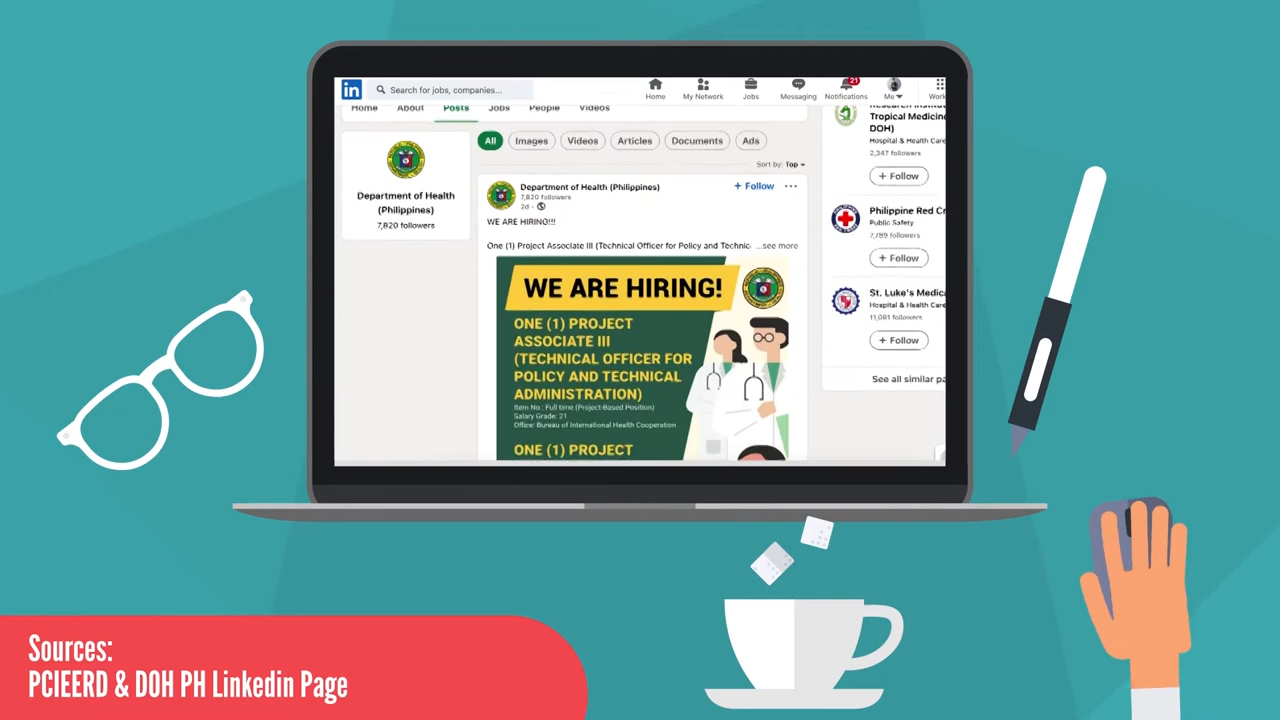 in
Search for jobs, companies...
Home
My Network
Jobs
Messaging
21
Notifications
Me
Home
About
Posts
Jobs
People
Videos
All
Images
Videos
Articles
Documents
Ads
Sort by: Top
Department of Health
(Philippines)
7,820 followers
Department of Health (Philippines)
7,820 followers
2d
+ Follow
WE ARE HIRING!!!
One (1) Project Associate III (Technical Officer for Policy and Technic
...see more
WE ARE HIRING!
ONE (1) PROJECT
ASSOCIATE III
(TECHNICAL OFFICER FOR
POLICY AND TECHNICAL
ADMINISTRATION)
Item No.: Full time (Project-Based Position)
Salary Grade: 21
Office: Bureau of International Health Cooperation
ONE (1) PROJECT
Tropical Medicine
DOH)
Hospital & Health Care
2,347 followers
+ Follow
Philippine Red Cr
Public Safety
7,789 followers
+ Follow
St. Luke's Medica
Hospital & Health Care
11,081 followers
+ Follow
See all similar pa
Sources:
PCIEERD & DOH PH Linkedin Page